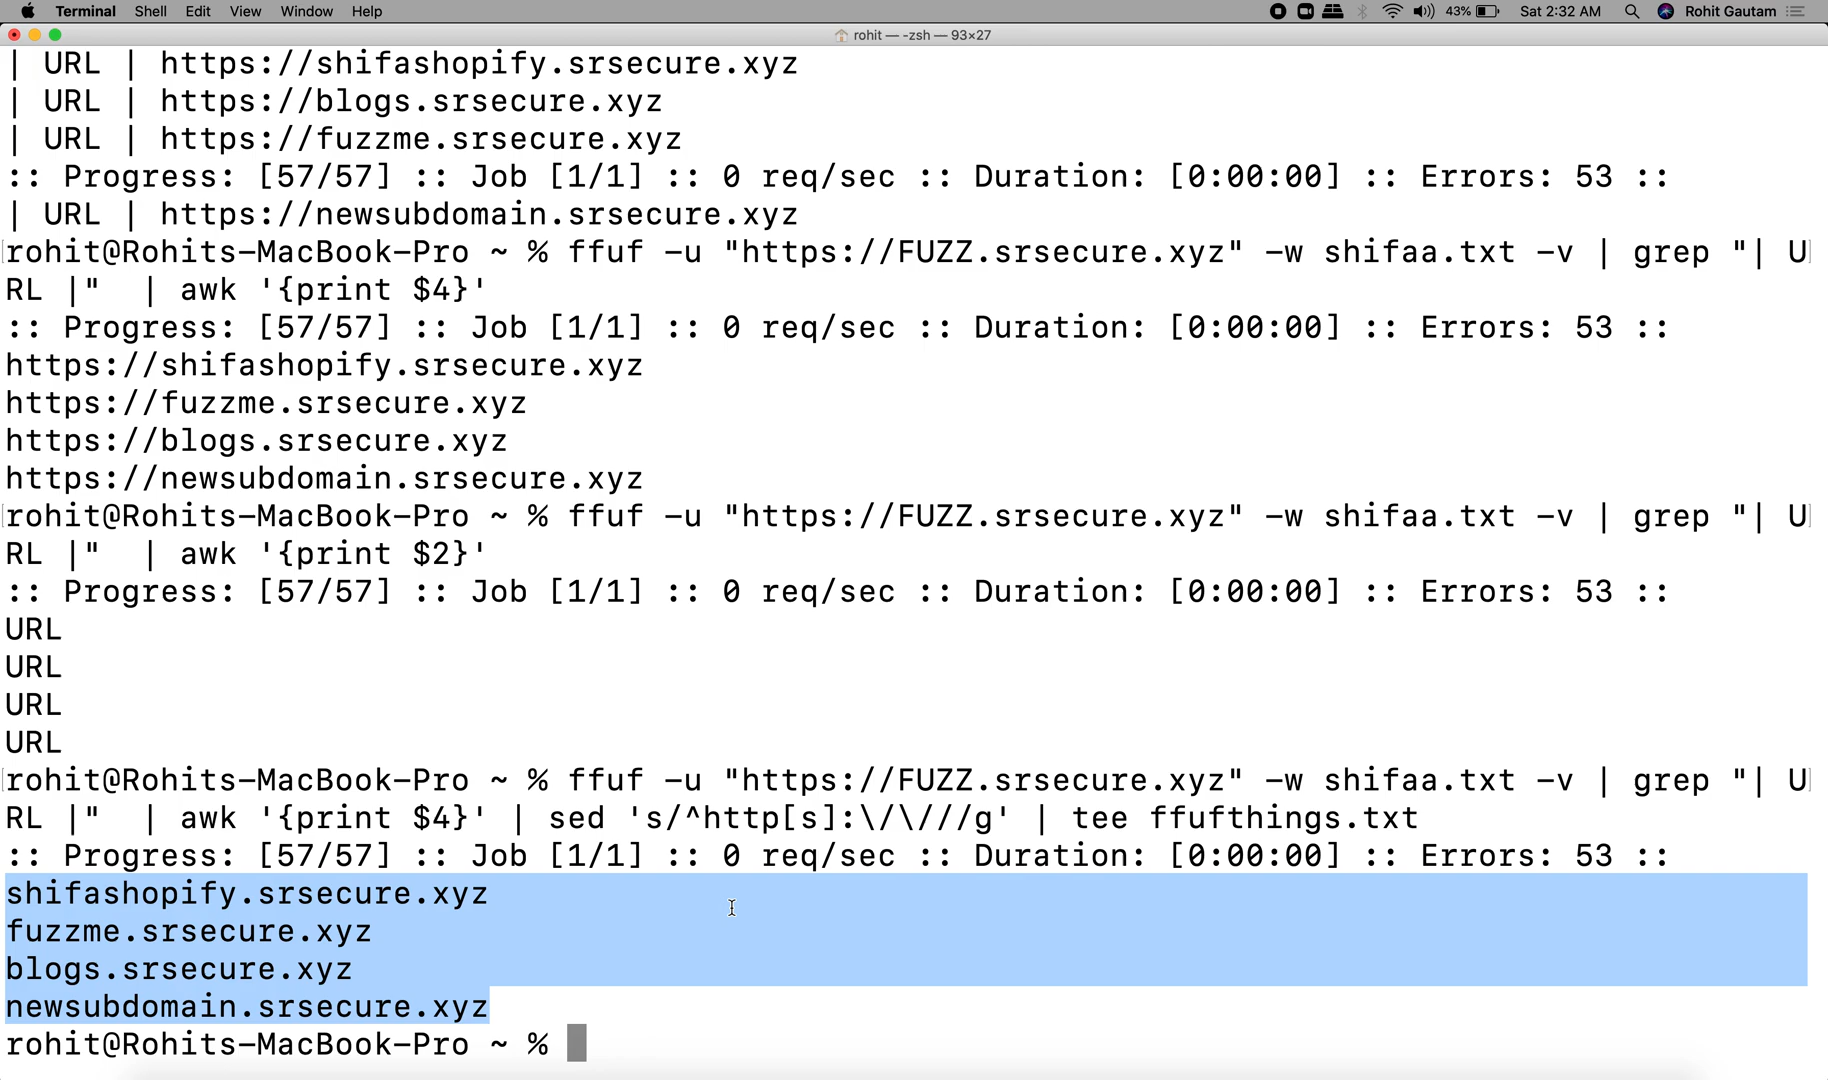 Terminal Shell Edit View Window Help 43% Sat 2:32 AM Rohit Gautam
rohit — -zsh — 93×27
| URL | https://shifashopify.srsecure.xyz
| URL | https://blogs.srsecure.xyz
| URL | https://fuzzme.srsecure.xyz
:: Progress: [57/57] :: Job [1/1] :: 0 req/sec :: Duration: [0:00:00] :: Errors: 53 ::
| URL | https://newsubdomain.srsecure.xyz
rohit@Rohits-MacBook-Pro ~ % ffuf -u "https://FUZZ.srsecure.xyz" -w shifaa.txt -v | grep "| U
RL |"  | awk '{print $4}'
:: Progress: [57/57] :: Job [1/1] :: 0 req/sec :: Duration: [0:00:00] :: Errors: 53 ::
https://shifashopify.srsecure.xyz
https://fuzzme.srsecure.xyz
https://blogs.srsecure.xyz
https://newsubdomain.srsecure.xyz
rohit@Rohits-MacBook-Pro ~ % ffuf -u "https://FUZZ.srsecure.xyz" -w shifaa.txt -v | grep "| U
RL |"  | awk '{print $2}'
:: Progress: [57/57] :: Job [1/1] :: 0 req/sec :: Duration: [0:00:00] :: Errors: 53 ::
URL
URL
URL
URL
rohit@Rohits-MacBook-Pro ~ % ffuf -u "https://FUZZ.srsecure.xyz" -w shifaa.txt -v | grep "| U
RL |"  | awk '{print $4}' | sed 's/^http[s]:\/\///g' | tee ffufthings.txt
:: Progress: [57/57] :: Job [1/1] :: 0 req/sec :: Duration: [0:00:00] :: Errors: 53 ::
shifashopify.srsecure.xyz
fuzzme.srsecure.xyz
blogs.srsecure.xyz
newsubdomain.srsecure.xyz
rohit@Rohits-MacBook-Pro ~ %